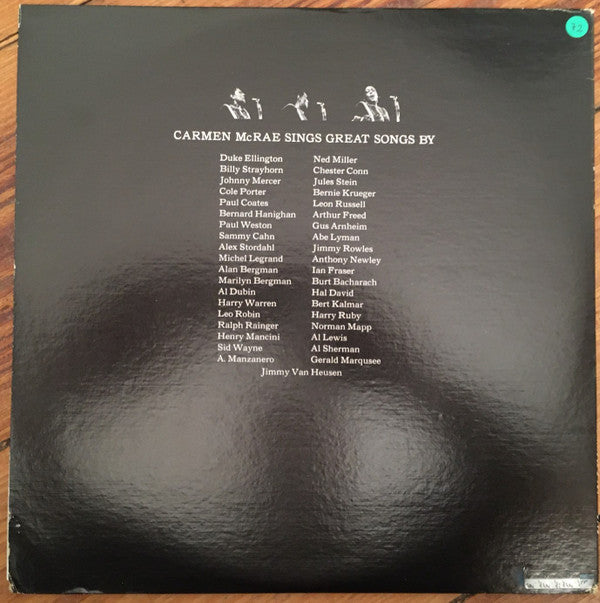 72
CARMEN McRAE SINGS GREAT SONGS BY
Duke Ellington
Billy Strayhorn
Johnny Mercer
Cole Porter
Paul Coates
Bernard Hanighan
Paul Weston
Sammy Cahn
Alex Stordahl
Michel Legrand
Alan Bergman
Marilyn Bergman
Al Dubin
Harry Warren
Leo Robin
Ralph Rainger
Henry Mancini
Sid Wayne
A. Manzanero
Ned Miller
Chester Conn
Jules Stein
Bernie Krueger
Leon Russell
Arthur Freed
Gus Arnheim
Abe Lyman
Jimmy Rowles
Anthony Newley
Ian Fraser
Burt Bacharach
Hal David
Bert Kalmar
Harry Ruby
Norman Mapp
Al Lewis
Al Sherman
Gerald Marqusee
Jimmy Van Heusen